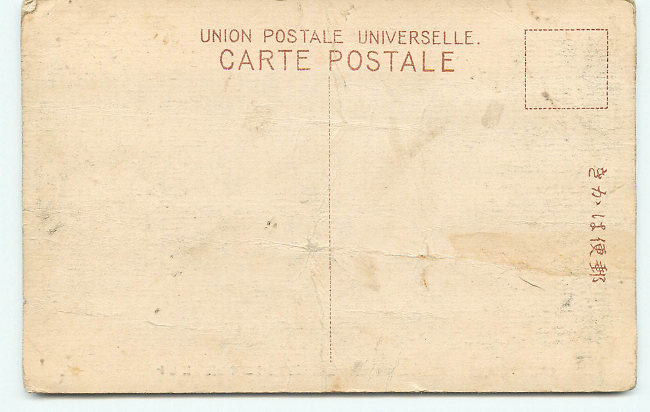 UNION POSTALE UNIVERSELLE.
CARTE POSTALE
きかは便郵